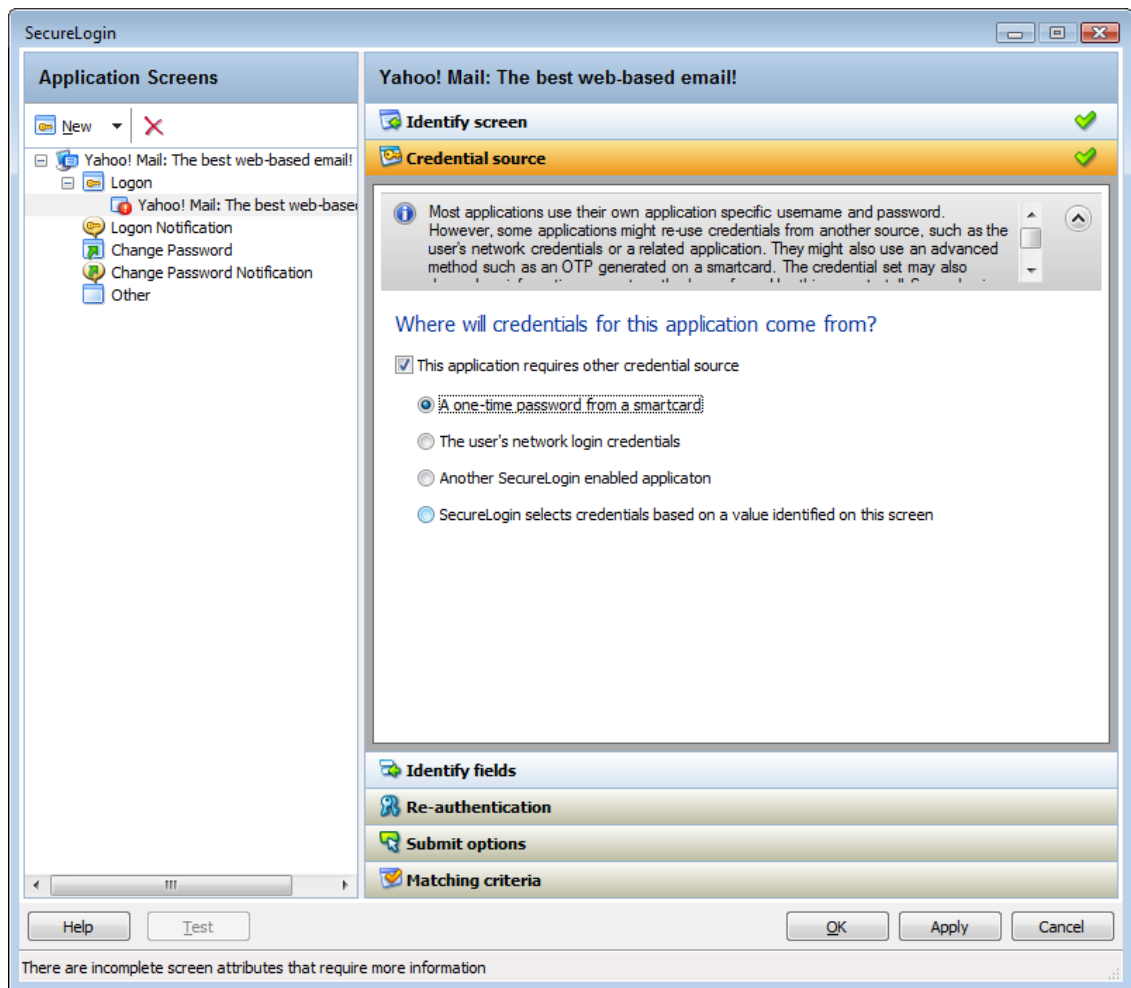 SecureLogin
Application Screens
New
Yahoo! Mail: The best web-based email!
Logon
Yahoo! Mail: The best web-base
Logon Notification
Change Password
Change Password Notification
Other
Yahoo! Mail: The best web-based email!
Identify screen
Credential source
Most applications use their own application specific username and password.
However, some applications might re-use credentials from another source, such as the
user's network credentials or a related application. They might also use an advanced
method such as an OTP generated on a smartcard. The credential set may also
Where will credentials for this application come from?
This application requires other credential source
A one-time password from a smartcard
The user's network login credentials
Another SecureLogin enabled applicaton
SecureLogin selects credentials based on a value identified on this screen
Identify fields
Re-authentication
Submit options
Matching criteria
Help
Test
OK
Apply
Cancel
There are incomplete screen attributes that require more information